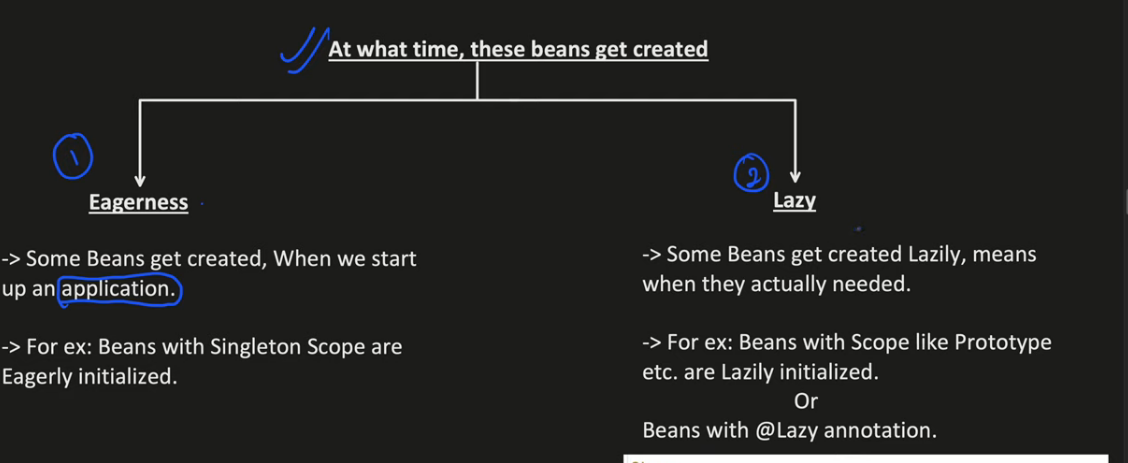 At what time, these beans get created
1
Eagerness
-> Some Beans get created, When we start
up an application.
-> For ex: Beans with Singleton Scope are
Eagerly initialized.
2
Lazy
-> Some Beans get created Lazily, means
when they actually needed.
-> For ex: Beans with Scope like Prototype
etc. are Lazily initialized.
Or
Beans with @Lazy annotation.